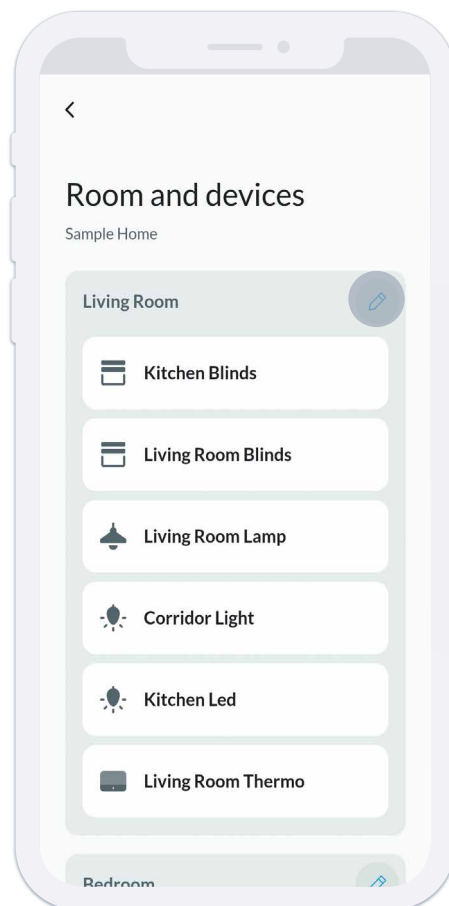 Room and devices
Sample Home
Living Room
Kitchen Blinds
Living Room Blinds
Living Room Lamp
Corridor Light
Kitchen Led
Living Room Thermo
Bedroom